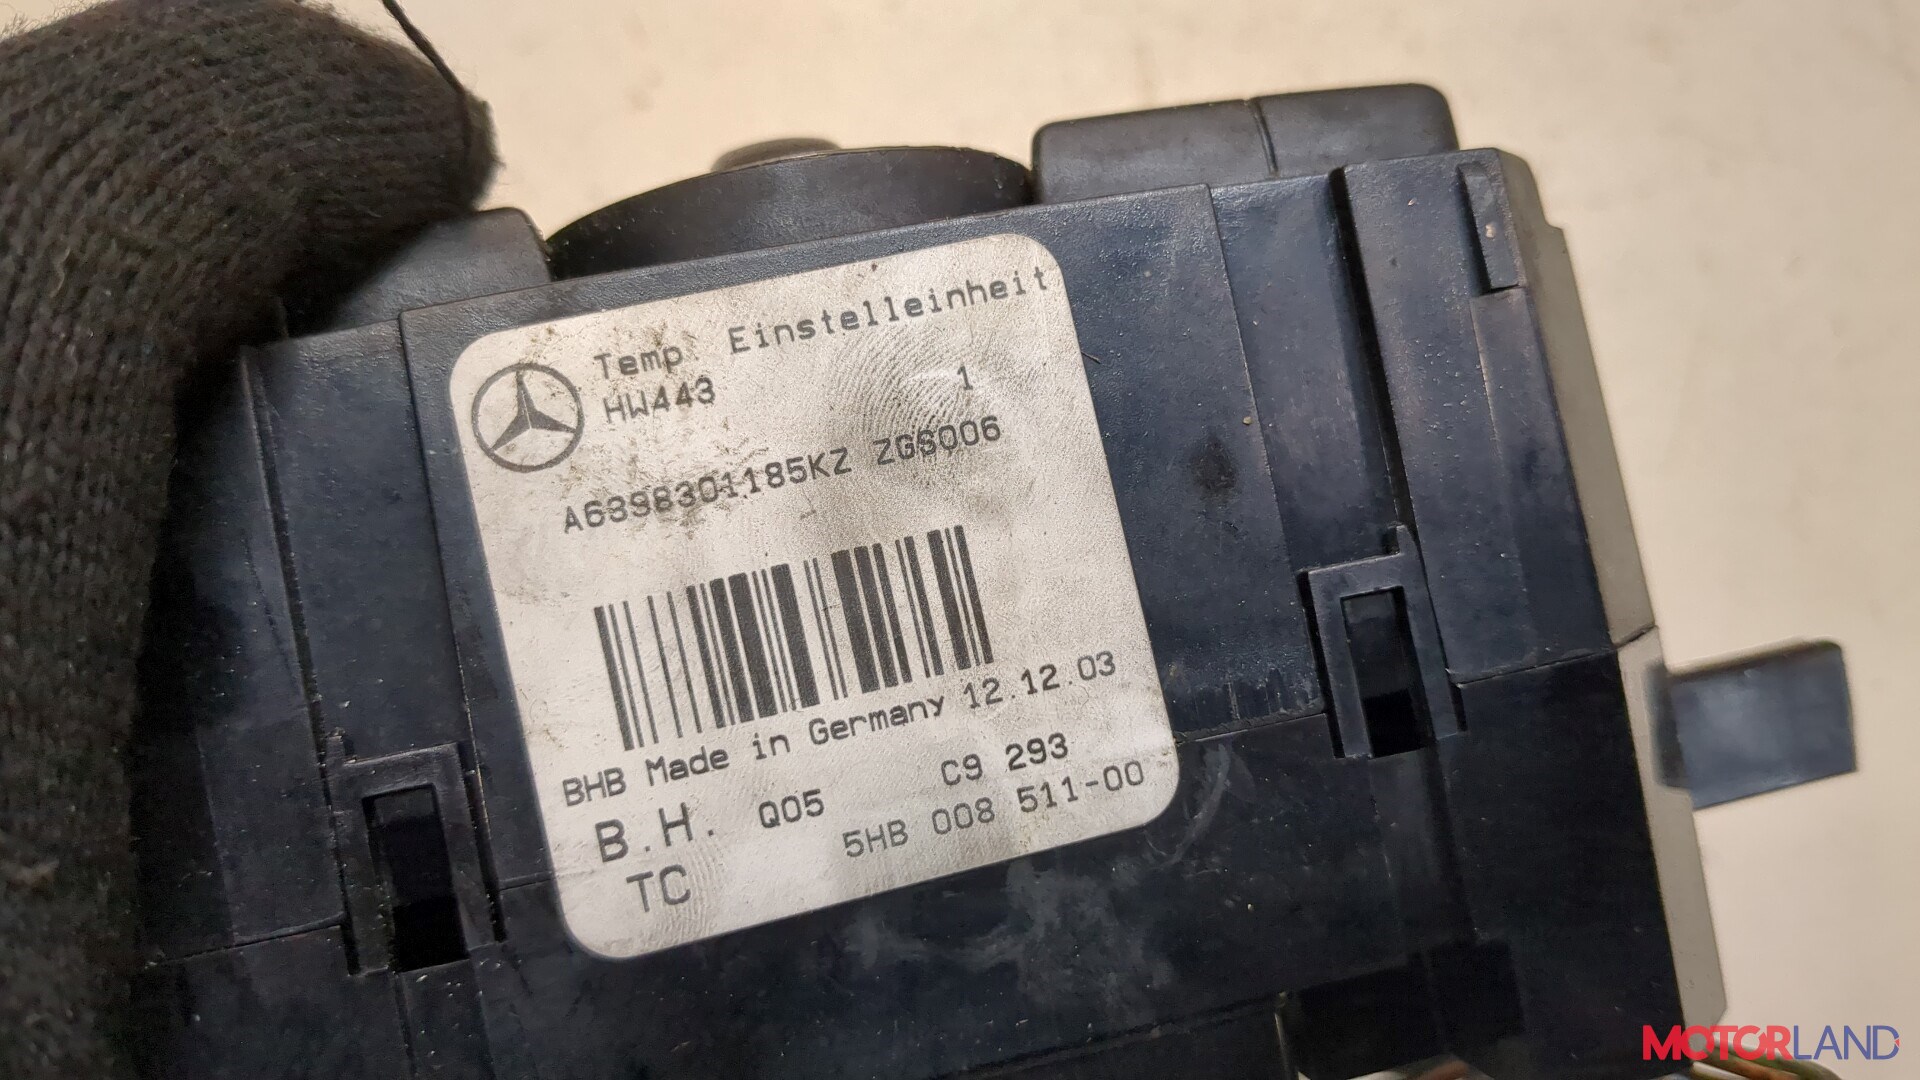 Temp. Einstelleinheit
HW443 1
A6398301185KZ ZGS006
BHB Made in Germany 12.12.03
B.H. Q05 C9 293
TC 5HB 008 511-00
MOTORLAND